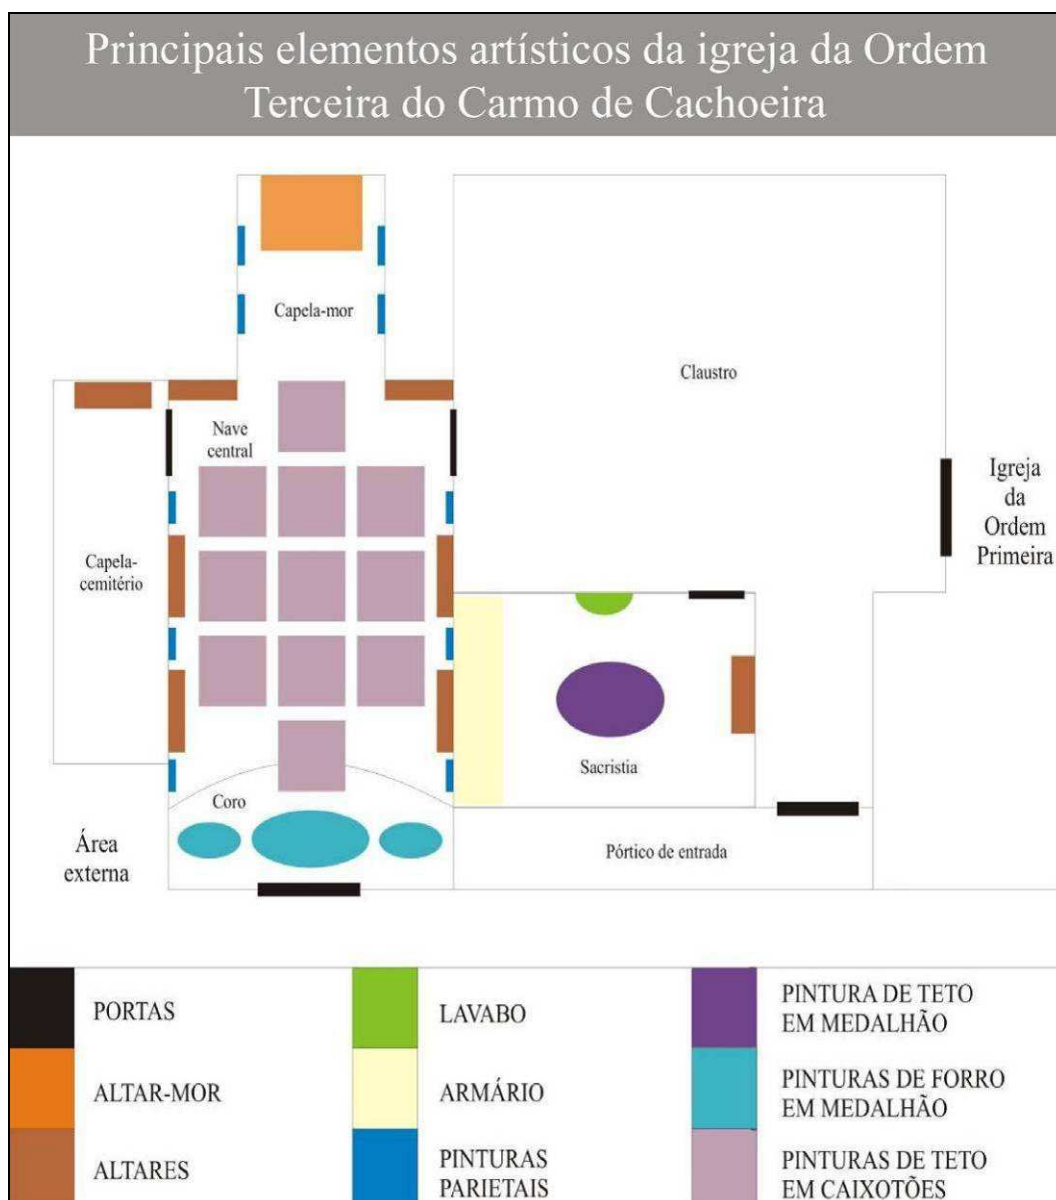 Principais elementos artísticos da igreja da Ordem
Terceira do Carmo de Cachoeira
Capela-mor
Claustro
Nave
central
Igreja
da
Ordem
Primeira
Capela-
cemitério
Sacristia
Coro
Área
externa
Pórtico de entrada
PORTAS
LAVABO
PINTURA DE TETO
EM MEDALHÃO
ALTAR-MOR
ARMÁRIO
PINTURAS DE FORRO
EM MEDALHÃO
ALTARES
PINTURAS
PARIETAIS
PINTURAS DE TETO
EM CAIXOTÕES